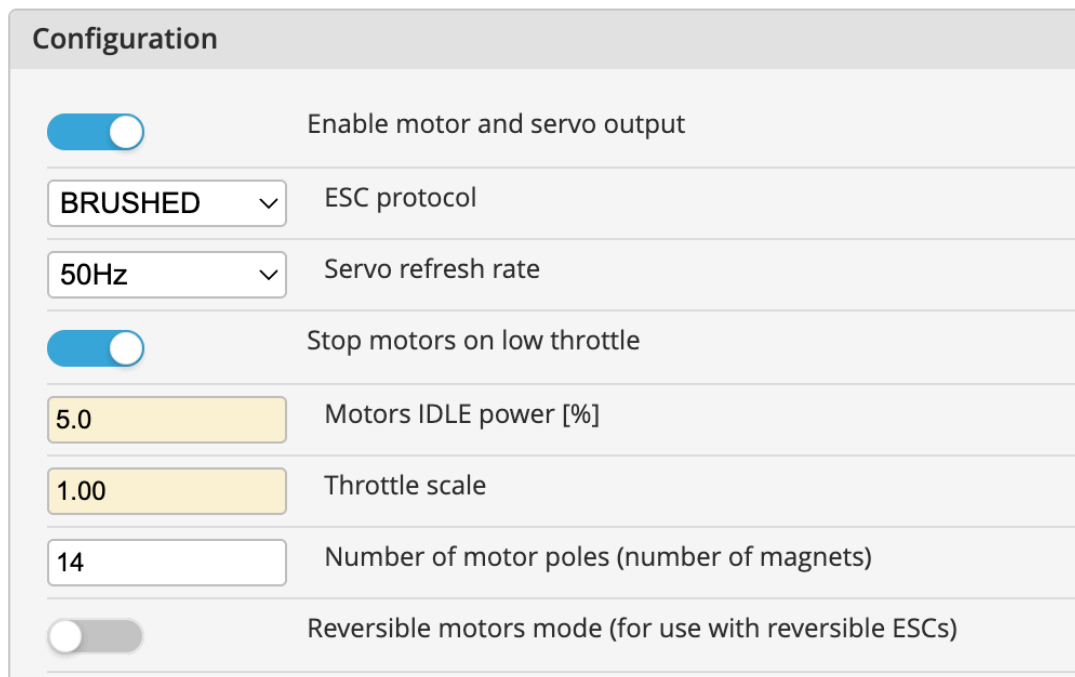 Configuration
Enable motor and servo output
BRUSHED ESC protocol
50Hz Servo refresh rate
Stop motors on low throttle
5.0 Motors IDLE power [%]
1.00 Throttle scale
14 Number of motor poles (number of magnets)
Reversible motors mode (for use with reversible ESCs)